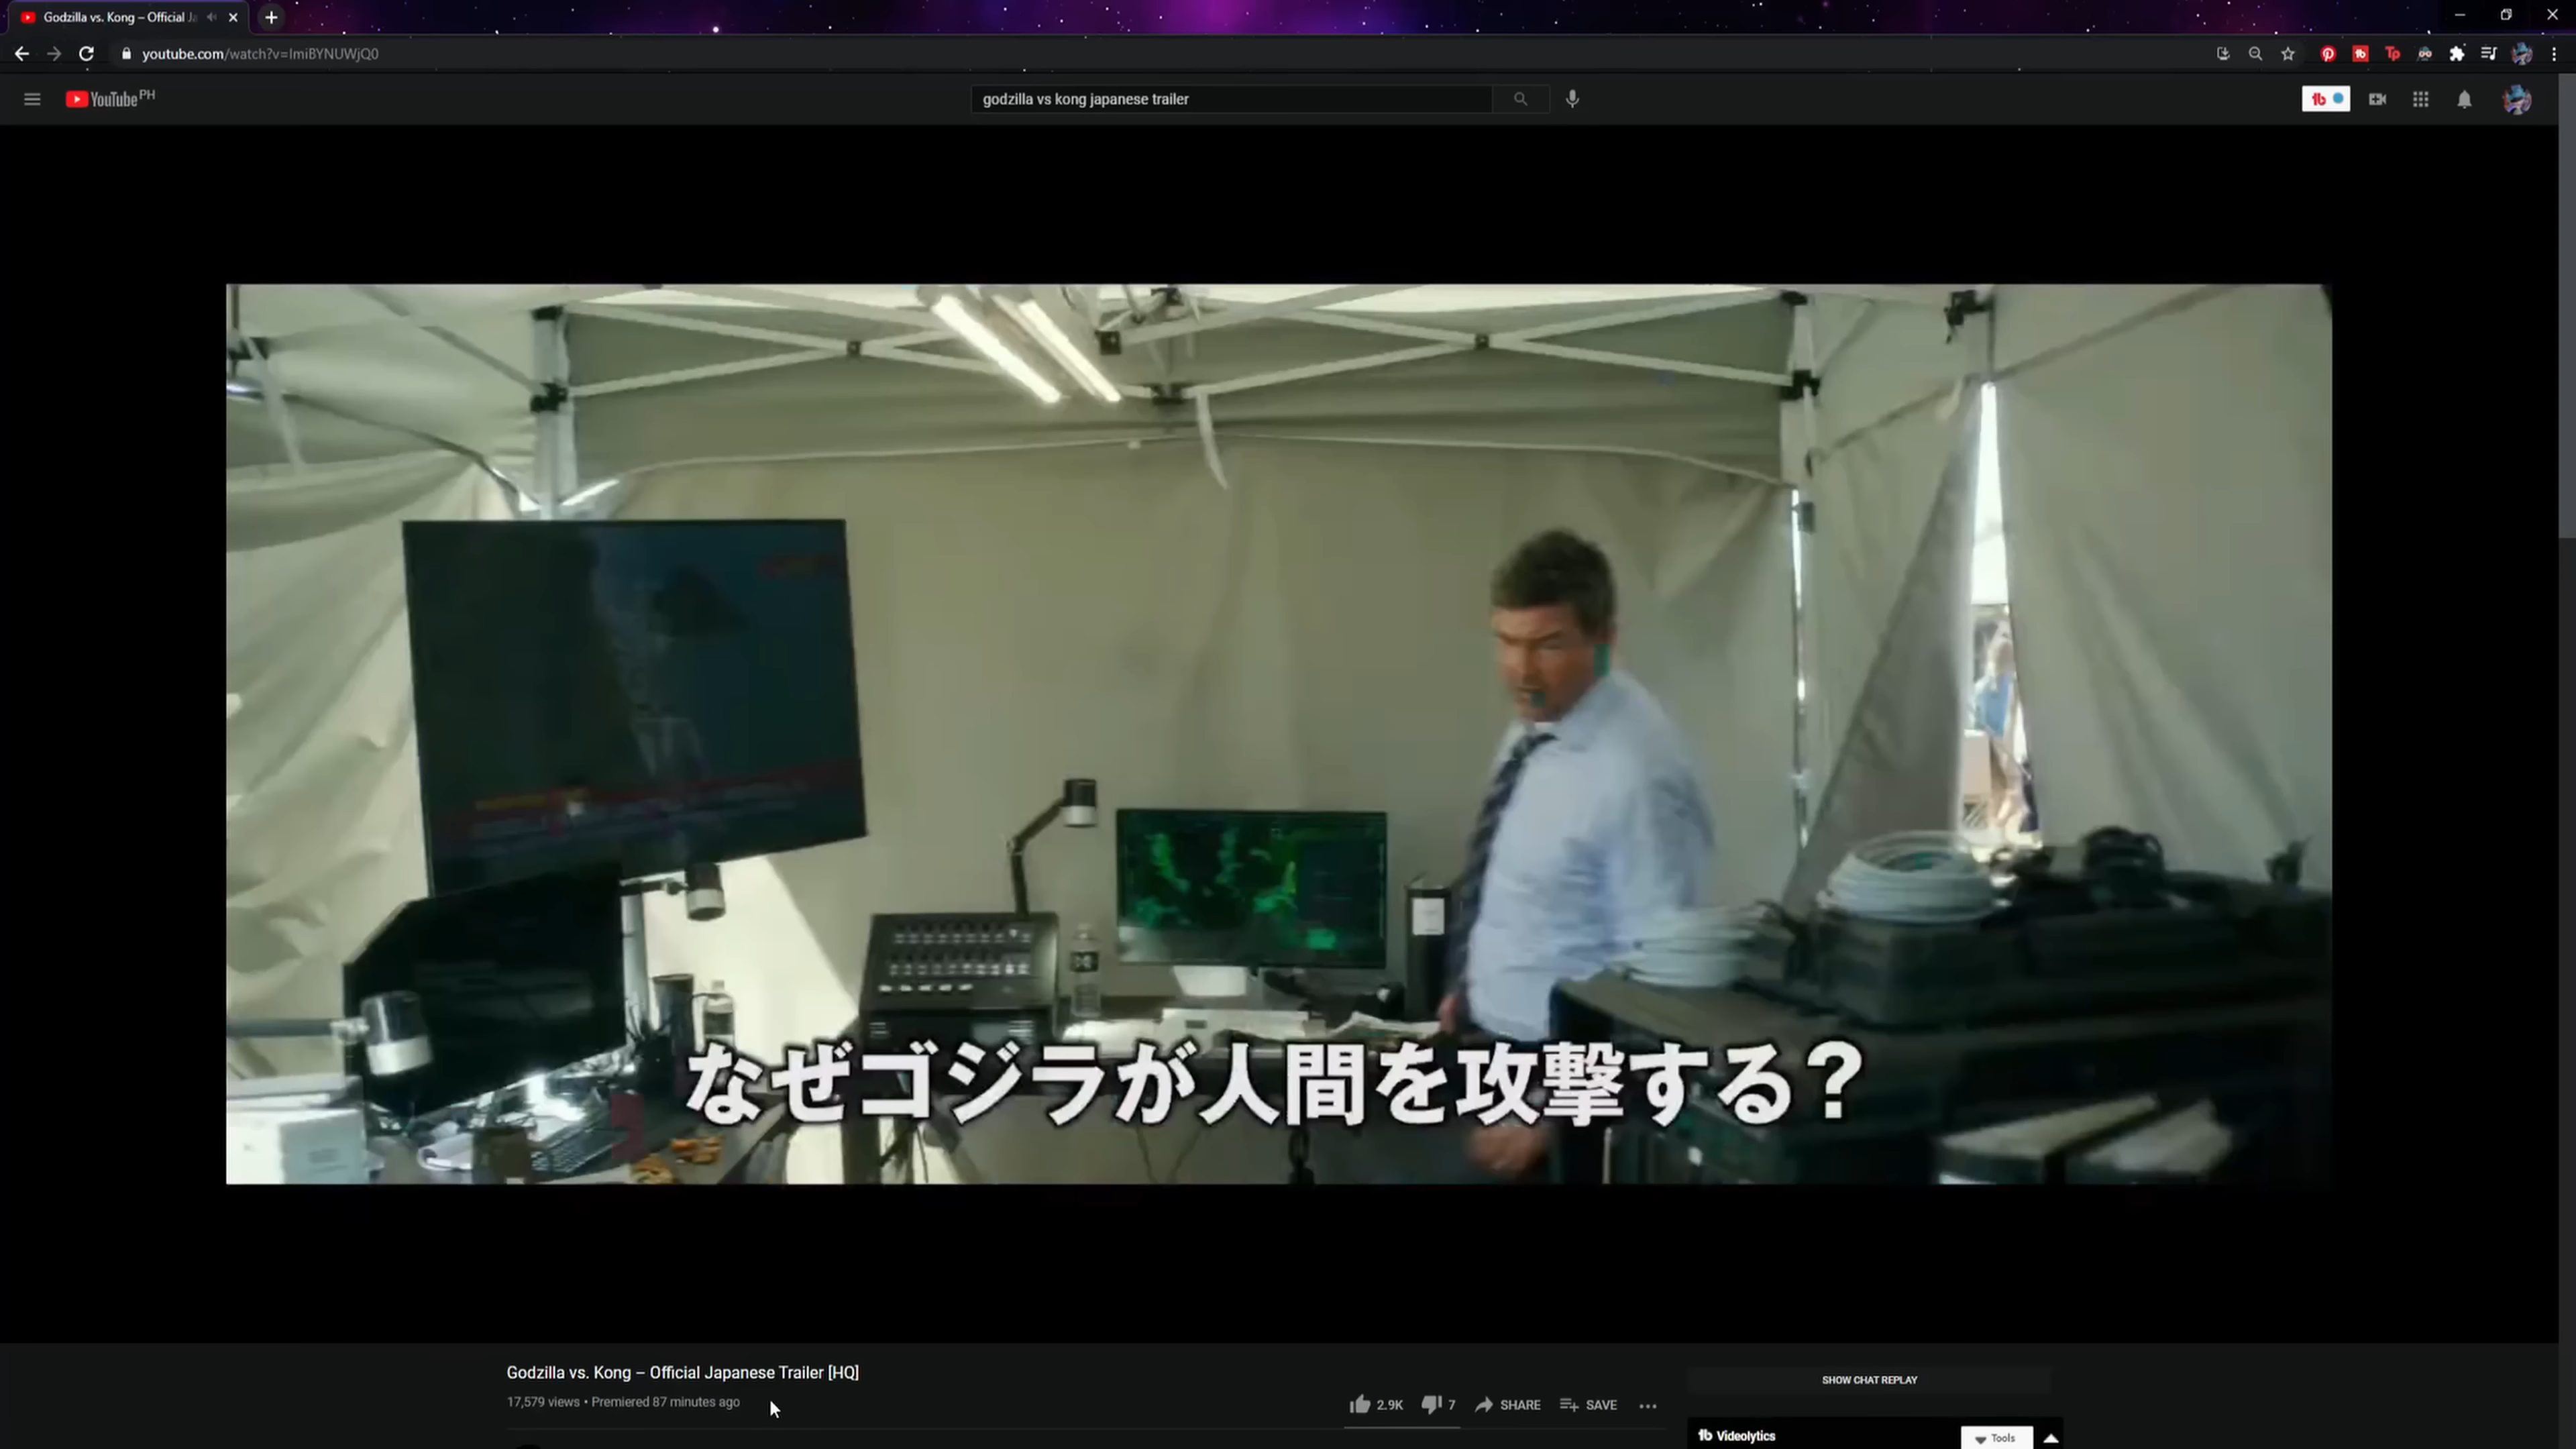 Godzilla vs. Kong – Official Ja
youtube.com/watch?v=ImiBYNUWjQ0
YouTube PH
godzilla vs kong japanese trailer
なぜゴジラが人間を攻撃する？
Godzilla vs. Kong – Official Japanese Trailer [HQ]
17,579 views • Premiered 87 minutes ago
2.9K 7 SHARE SAVE
SHOW CHAT REPLAY
Videolytics
Tools